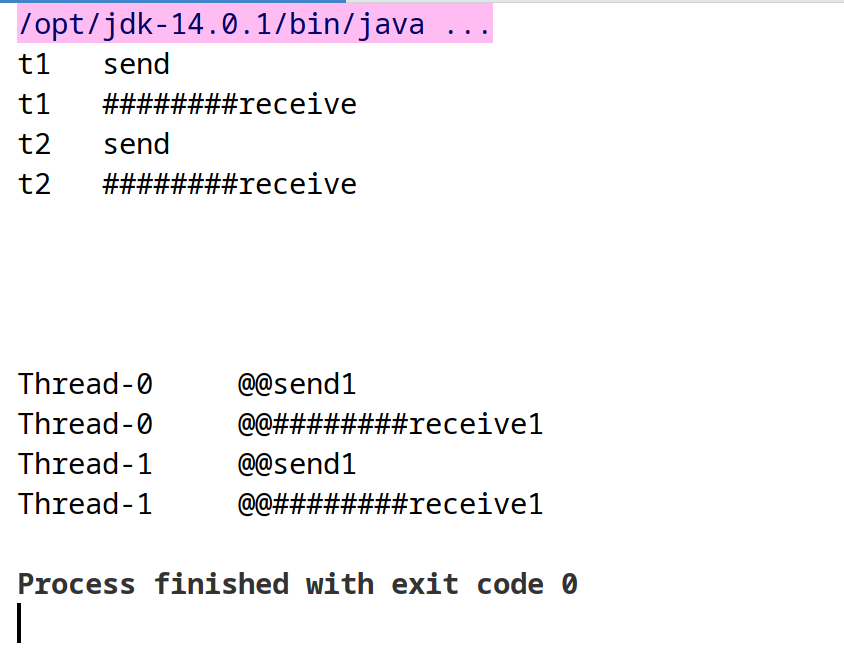 /opt/jdk-14.0.1/bin/java ...
t1   send
t1   ########receive
t2   send
t2   ########receive
Thread-0     @@send1
Thread-0     @@########receive1
Thread-1     @@send1
Thread-1     @@########receive1
Process finished with exit code 0